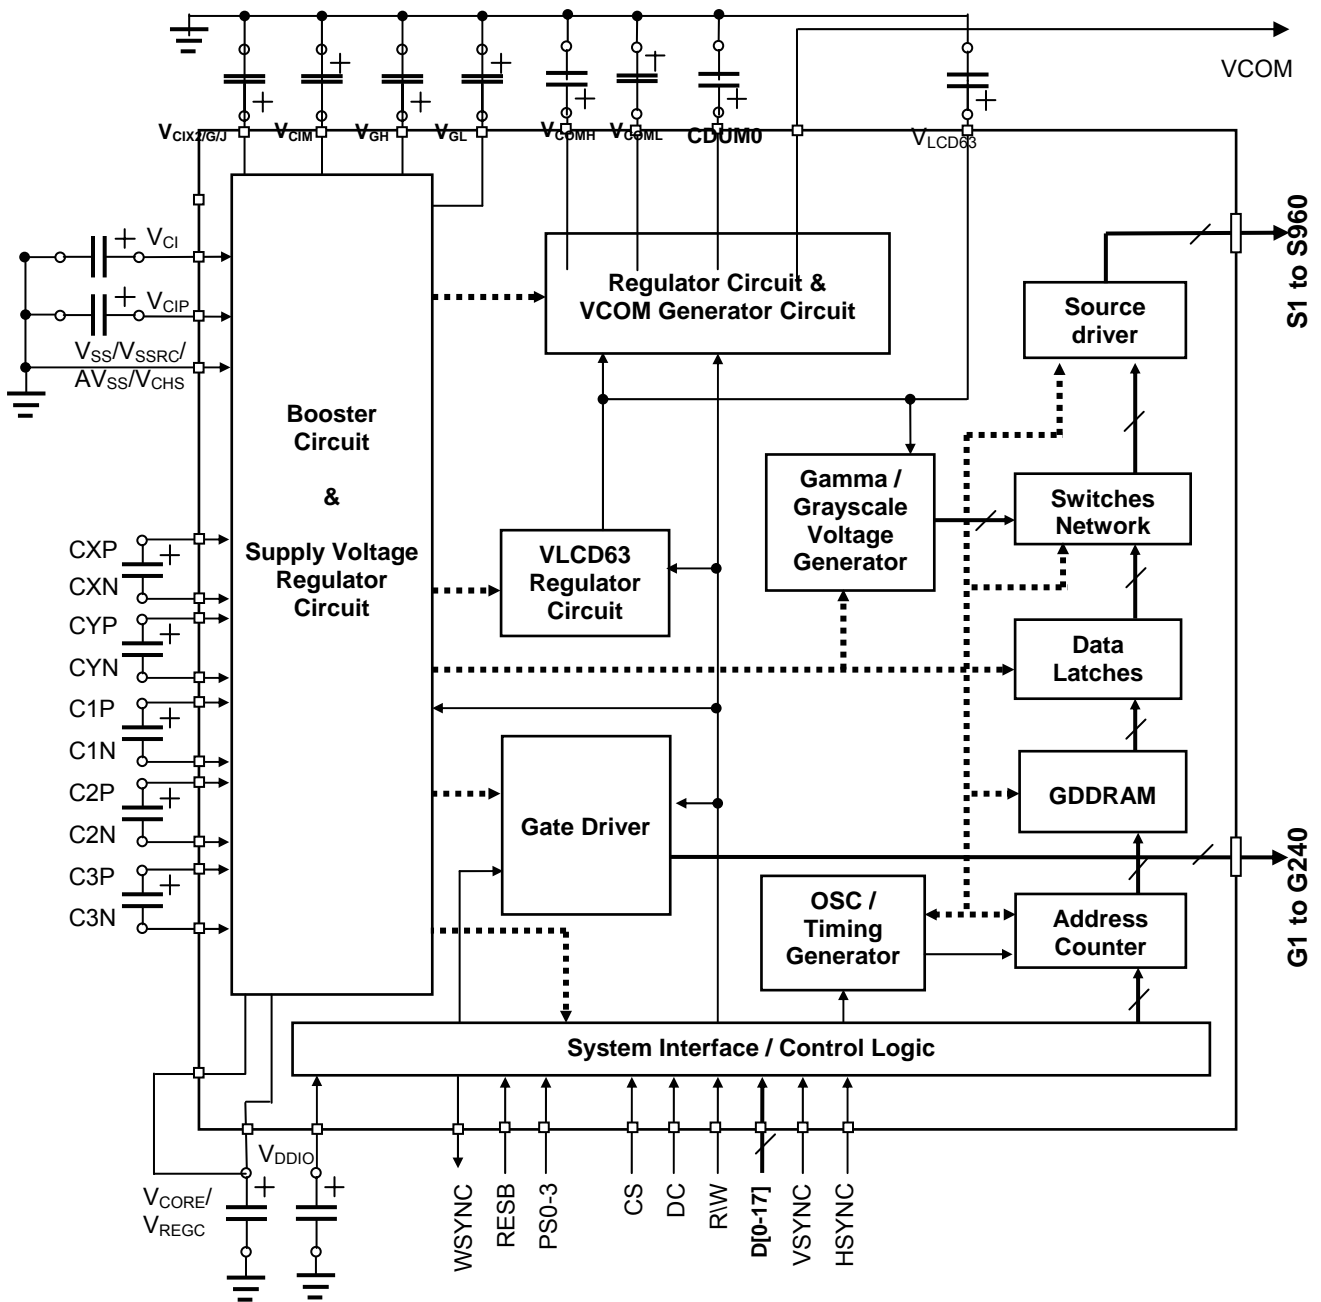 VCOM
VCIX2/G/J
VCIM
VGH
VGL
VCOMH
VCOML
CDUM0
VLCD63
S1 to S960
VCI
VCIP
VSS/VSSRC/
AVSS/VCHS
Booster
Circuit
&
Supply Voltage
Regulator
Circuit
Regulator Circuit &
VCOM Generator Circuit
Source
driver
Gamma /
Grayscale
Voltage
Generator
Switches
Network
CXP
CXN
CYP
CYN
C1P
C1N
C2P
C2N
C3P
C3N
VLCD63
Regulator
Circuit
Data
Latches
GDDRAM
Gate Driver
G1 to G240
OSC /
Timing
Generator
Address
Counter
System Interface / Control Logic
VDDIO
VCORE/
VREGC
WSYNC
RESB
PS0-3
CS
DC
R\W
D[0-17]
VSYNC
HSYNC